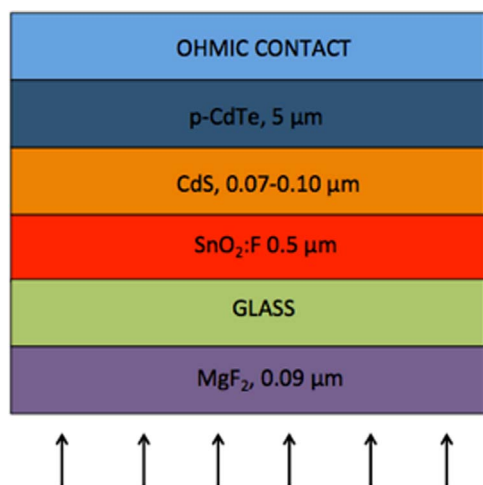 OHMIC CONTACT
p-CdTe, 5 µm
CdS, 0.07-0.10 µm
SnO₂:F 0.5 µm
GLASS
MgF₂, 0.09 µm